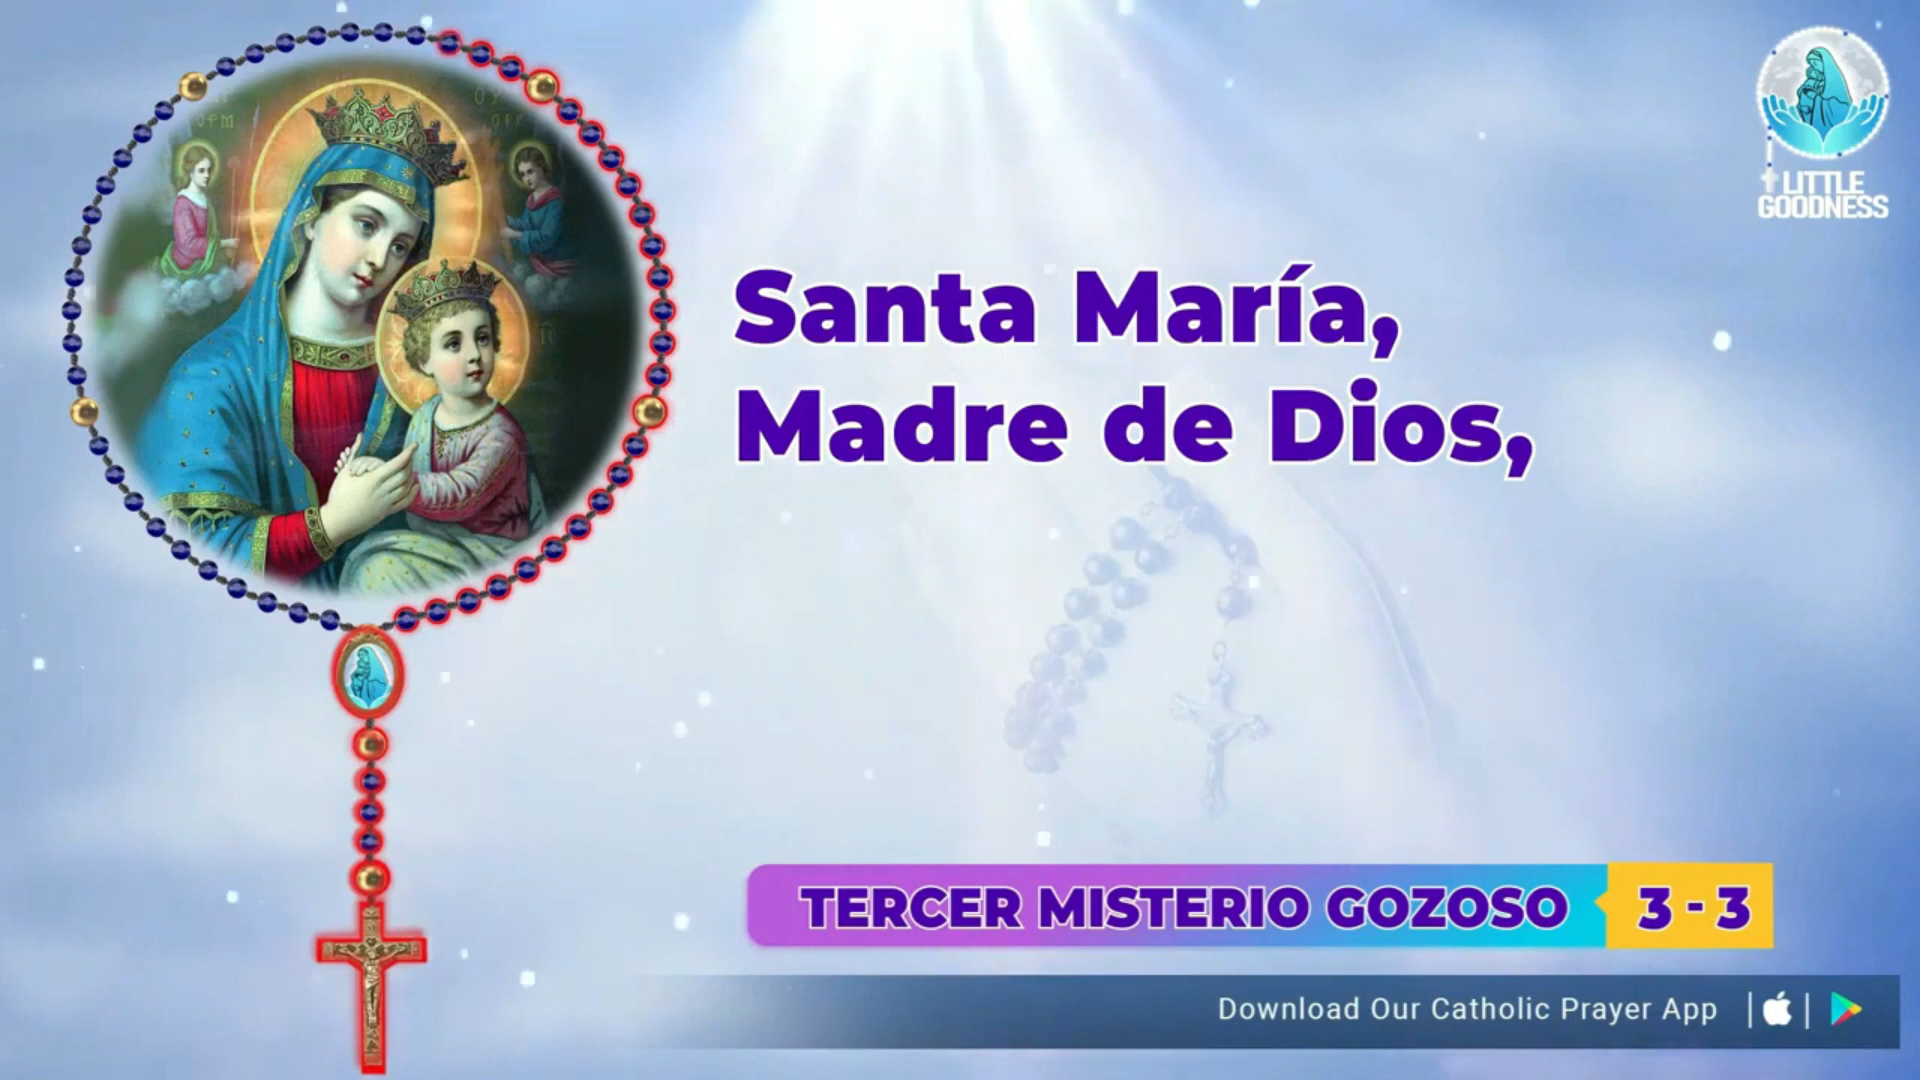 LITTLE
GOODNESS
Santa María,
Madre de Dios,
TERCER MISTERIO GOZOSO 3 - 3
Download Our Catholic Prayer App